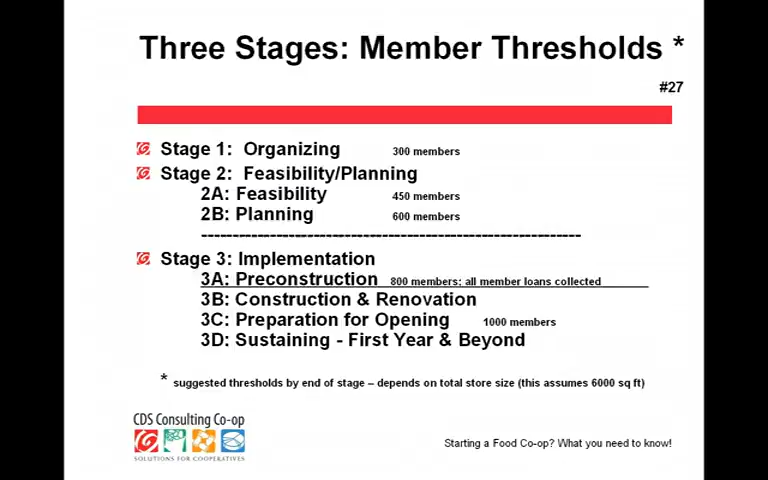 Three Stages: Member Thresholds *
#27
Stage 1: Organizing 300 members
Stage 2: Feasibility/Planning
2A: Feasibility 450 members
2B: Planning 600 members
------------------------------------------------------------
Stage 3: Implementation
3A: Preconstruction 800 members; all member loans collected
3B: Construction & Renovation
3C: Preparation for Opening 1000 members
3D: Sustaining - First Year & Beyond
* suggested thresholds by end of stage – depends on total store size (this assumes 6000 sq ft)
CDS Consulting Co-op
SOLUTIONS FOR COOPERATIVES
Starting a Food Co-op? What you need to know!